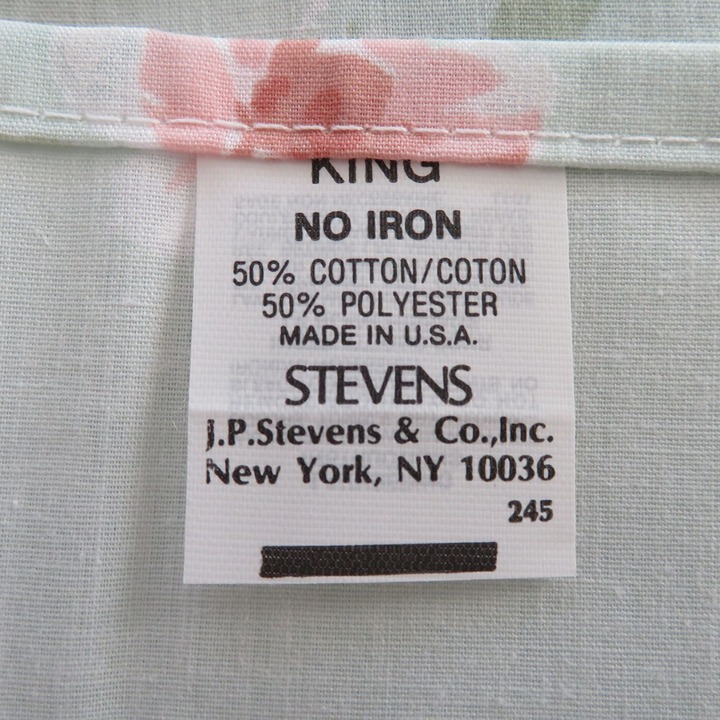 KING
NO IRON
50% COTTON/COTON
50% POLYESTER
MADE IN U.S.A.
STEVENS
J.P.Stevens & Co.,Inc.
New York, NY 10036
245